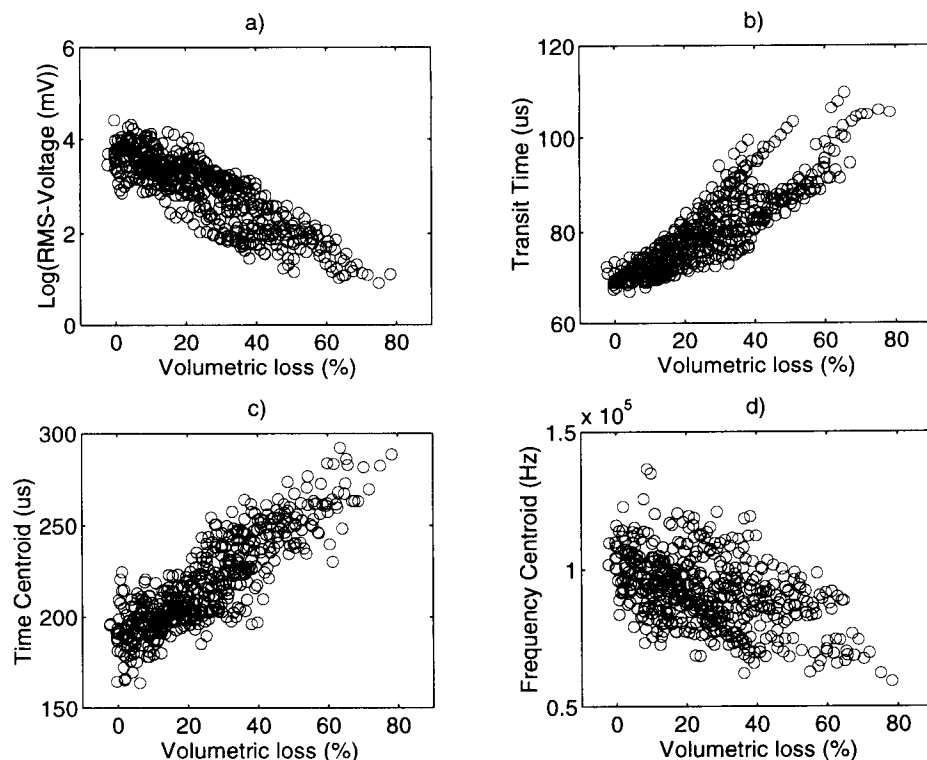 a)
6
4
2
0
Log(RMS-Voltage (mV))
0 20 40 60 80
Volumetric loss (%)
b)
120
100
80
60
Transit Time (us)
0 20 40 60 80
Volumetric loss (%)
c)
300
250
200
150
Time Centroid (us)
0 20 40 60 80
Volumetric loss (%)
d)
x 10^5
1.5
1
0.5
Frequency Centroid (Hz)
0 20 40 60 80
Volumetric loss (%)